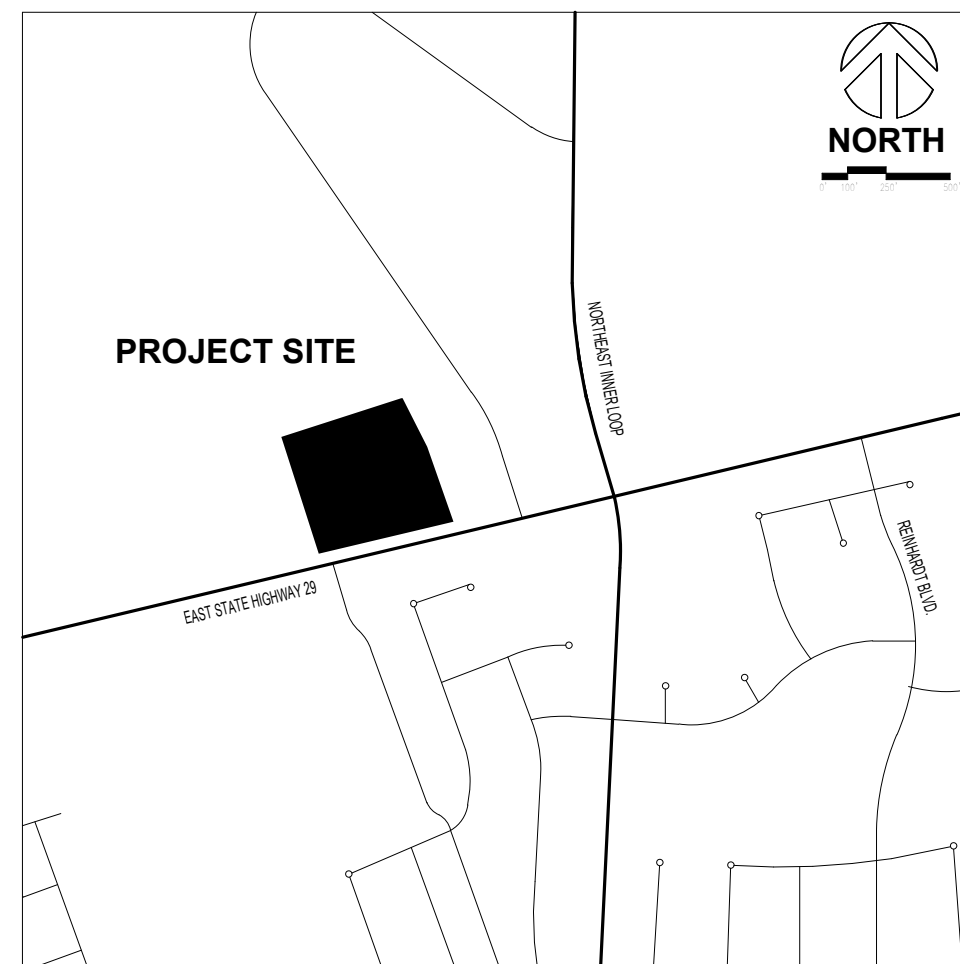 NORTH
0' 100' 250' 500'
NORTHEAST INNER LOOP
PROJECT SITE
REINHARDT BLVD.
EAST STATE HIGHWAY 29